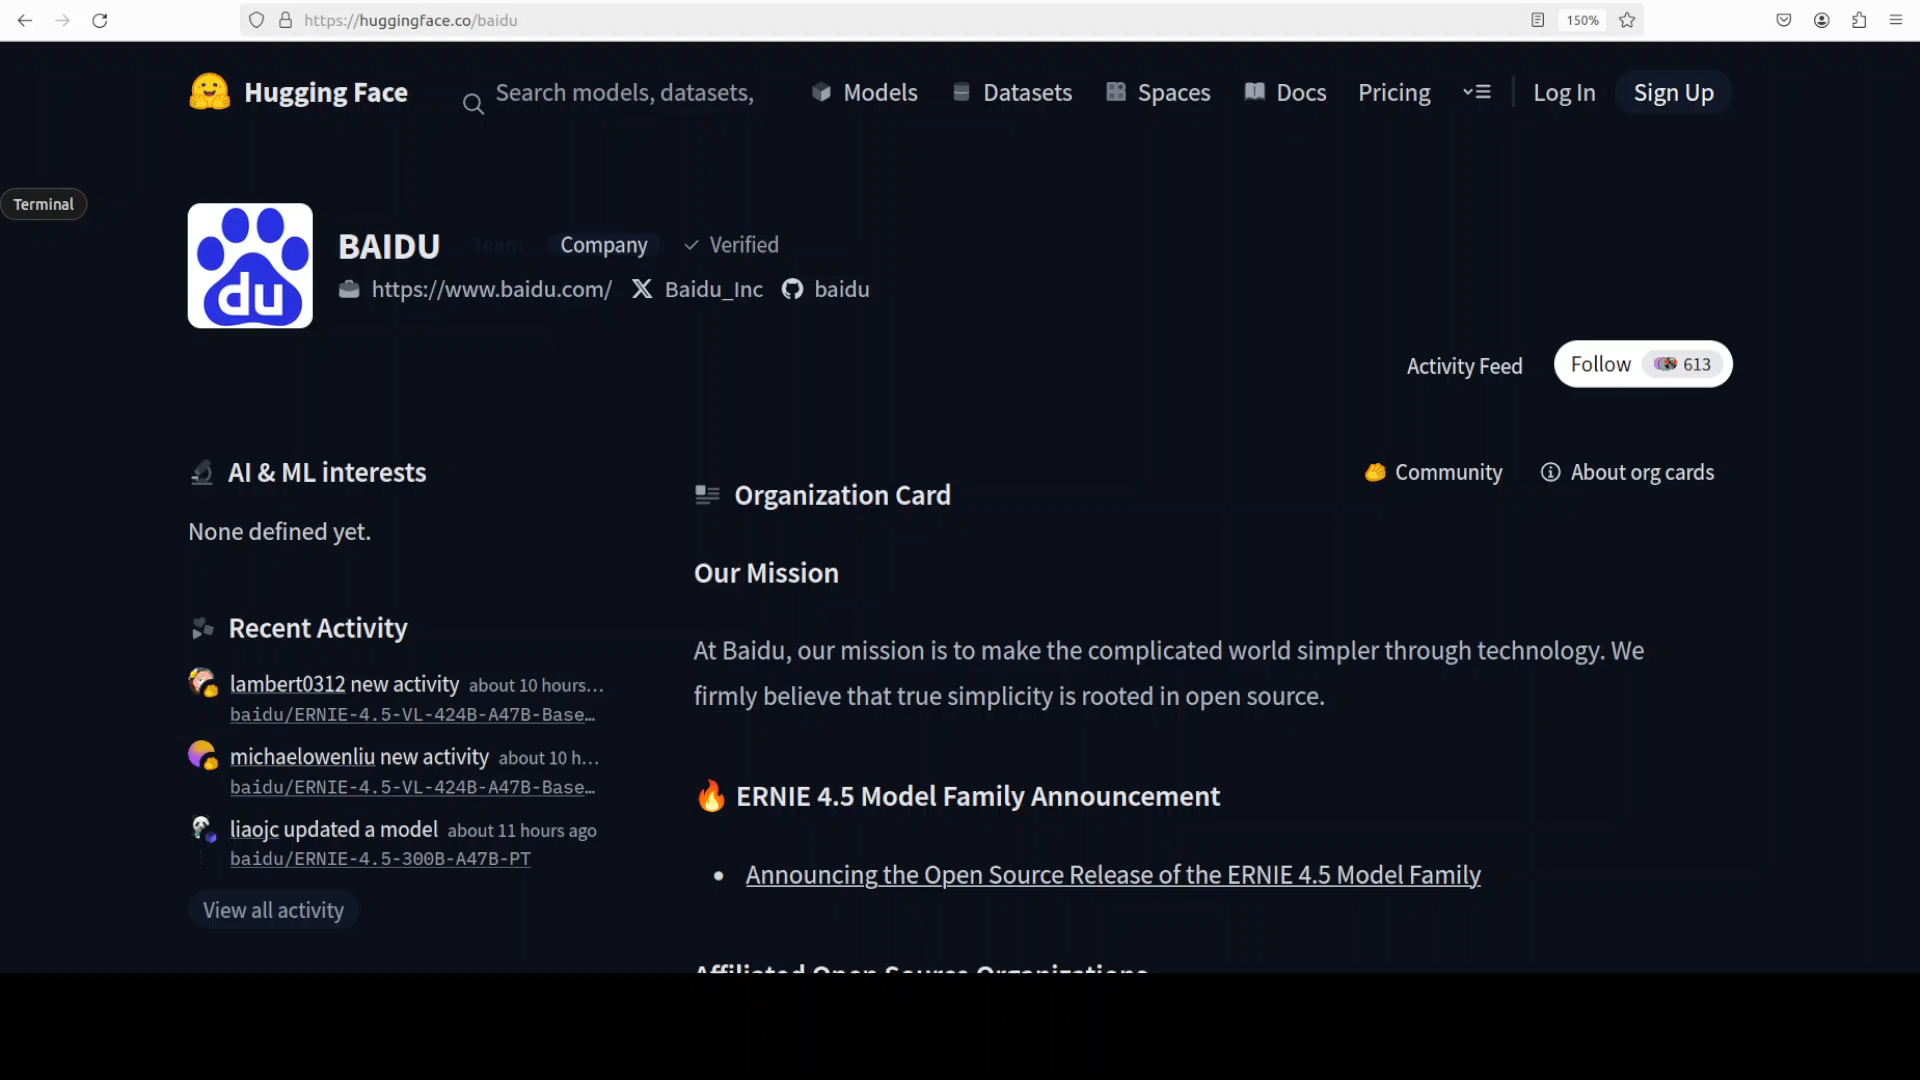 https://huggingface.co/baidu
150%
Hugging Face
Search models, datasets,
Models
Datasets
Spaces
Docs
Pricing
Log In
Sign Up
Terminal
du
BAIDU
Team
Company
Verified
https://www.baidu.com/
Baidu_Inc
baidu
Activity Feed
Follow
613
AI & ML interests
None defined yet.
Recent Activity
lambert0312 new activity about 10 hours...
baidu/ERNIE-4.5-VL-424B-A47B-Base…
michaelowenliu new activity about 10 h...
baidu/ERNIE-4.5-VL-424B-A47B-Base…
liaojc updated a model about 11 hours ago
baidu/ERNIE-4.5-300B-A47B-PT
View all activity
Community
About org cards
Organization Card
Our Mission
At Baidu, our mission is to make the complicated world simpler through technology. We
firmly believe that true simplicity is rooted in open source.
ERNIE 4.5 Model Family Announcement
Announcing the Open Source Release of the ERNIE 4.5 Model Family
Affiliated Open Source Organizations